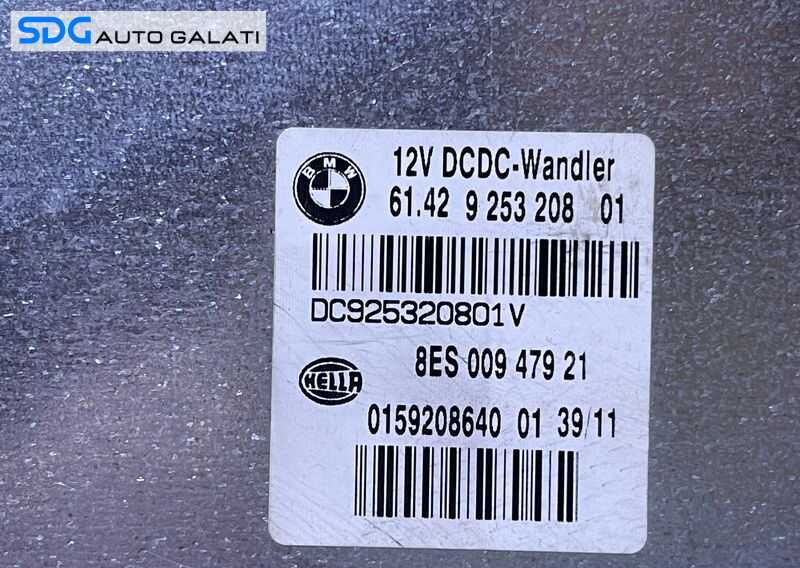 SDG AUTO GALATI
BMW
12V DCDC-Wandler
61.42 9 253 208 01
DC925320801V
8ES 009 479 21
HELLA
0159208640 01 39/11